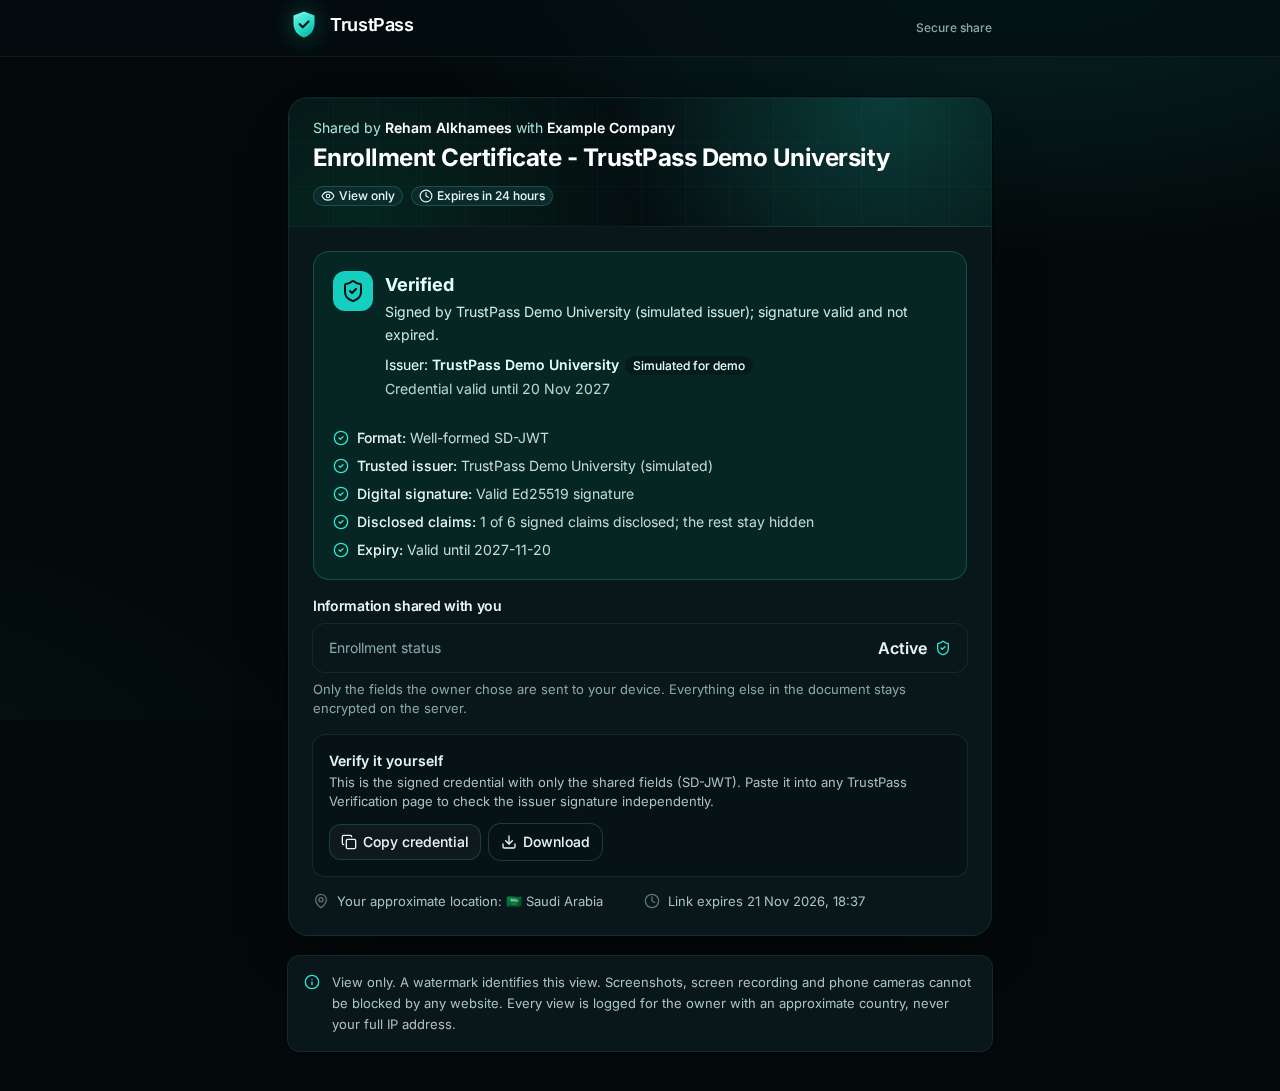 TrustPass
Secure share
Shared by Reham Alkhamees with Example Company
Enrollment Certificate - TrustPass Demo University
View only
Expires in 24 hours
Verified
Signed by TrustPass Demo University (simulated issuer); signature valid and not
expired.
Issuer: TrustPass Demo University Simulated for demo
Credential valid until 20 Nov 2027
Format: Well-formed SD-JWT
Trusted issuer: TrustPass Demo University (simulated)
Digital signature: Valid Ed25519 signature
Disclosed claims: 1 of 6 signed claims disclosed; the rest stay hidden
Expiry: Valid until 2027-11-20
Information shared with you
Enrollment status Active
Only the fields the owner chose are sent to your device. Everything else in the document stays
encrypted on the server.
Verify it yourself
This is the signed credential with only the shared fields (SD-JWT). Paste it into any TrustPass
Verification page to check the issuer signature independently.
Copy credential
Download
Your approximate location: 🇸🇦 Saudi Arabia
Link expires 21 Nov 2026, 18:37
View only. A watermark identifies this view. Screenshots, screen recording and phone cameras cannot
be blocked by any website. Every view is logged for the owner with an approximate country, never
your full IP address.